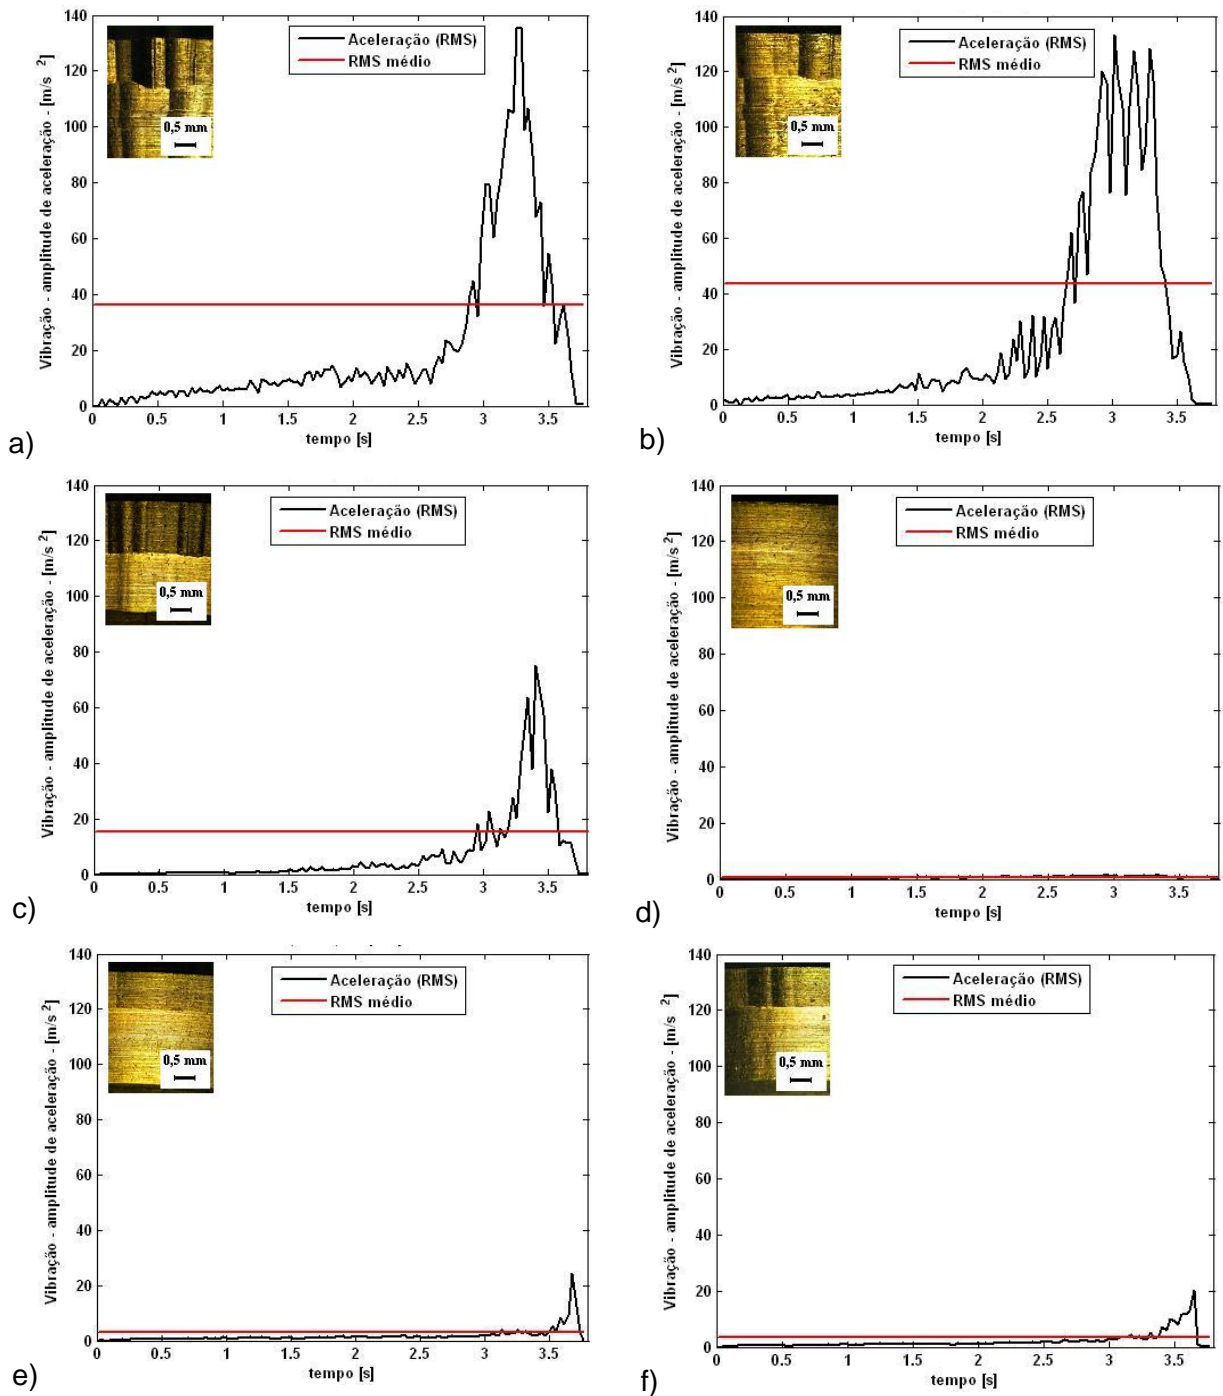 140
120
100
80
60
40
20
0
Vibração - amplitude de aceleração - [m/s 2]
0,5 mm
Aceleração (RMS)
RMS médio
0 0.5 1 1.5 2 2.5 3 3.5
tempo [s]
a)
140
120
100
80
60
40
20
0
Vibração - amplitude de aceleração - [m/s 2]
0,5 mm
Aceleração (RMS)
RMS médio
0 0.5 1 1.5 2 2.5 3 3.5
tempo [s]
b)
140
120
100
80
60
40
20
0
Vibração - amplitude de aceleração - [m/s 2]
0,5 mm
Aceleração (RMS)
RMS médio
0 0.5 1 1.5 2 2.5 3 3.5
tempo [s]
c)
140
120
100
80
60
40
20
0
Vibração - amplitude de aceleração - [m/s 2]
0,5 mm
Aceleração (RMS)
RMS médio
0 0.5 1 1.5 2 2.5 3 3.5
tempo [s]
d)
140
120
100
80
60
40
20
0
Vibração - amplitude de aceleração - [m/s 2]
0,5 mm
Aceleração (RMS)
RMS médio
0 0.5 1 1.5 2 2.5 3 3.5
tempo [s]
e)
140
120
100
80
60
40
20
0
Vibração - amplitude de aceleração - [m/s 2]
0,5 mm
Aceleração (RMS)
RMS médio
0 0.5 1 1.5 2 2.5 3 3.5
tempo [s]
f)